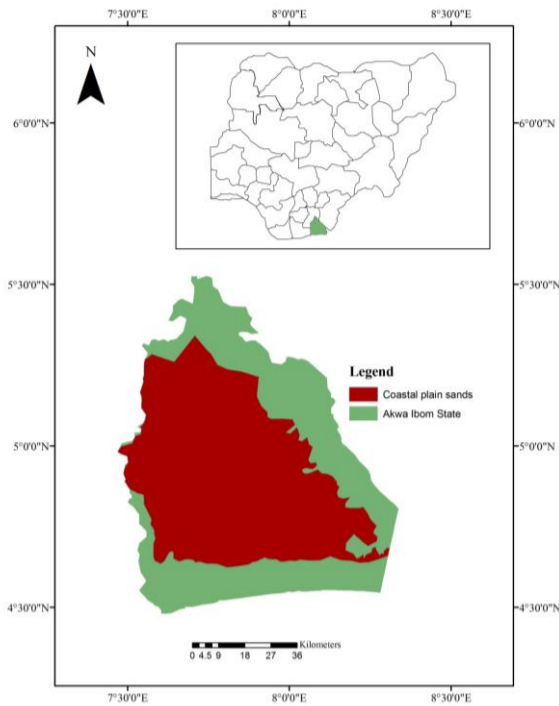 7°30'0"E 8°0'0"E 8°30'0"E
N
6°0'0"N 6°0'0"N
5°30'0"N 5°30'0"N
Legend
Coastal plain sands
Akwa Ibom State
5°0'0"N 5°0'0"N
4°30'0"N 4°30'0"N
Kilometers
0 4.5 9 18 27 36
7°30'0"E 8°0'0"E 8°30'0"E